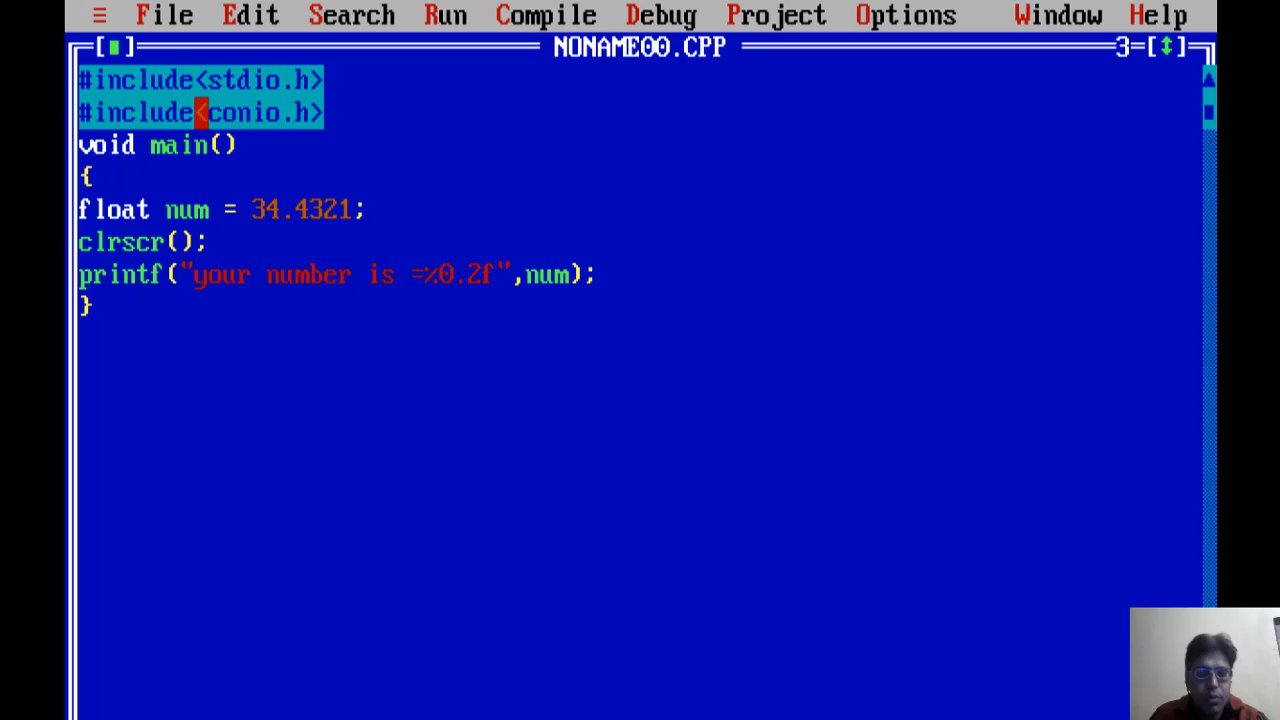 ≡ File Edit Search Run Compile Debug Project Options Window Help
[■] NONAME00.CPP 3=[↕]
#include<stdio.h>
#include<conio.h>
void main()
{
float num = 34.4321;
clrscr();
printf("your number is =%0.2f",num);
}